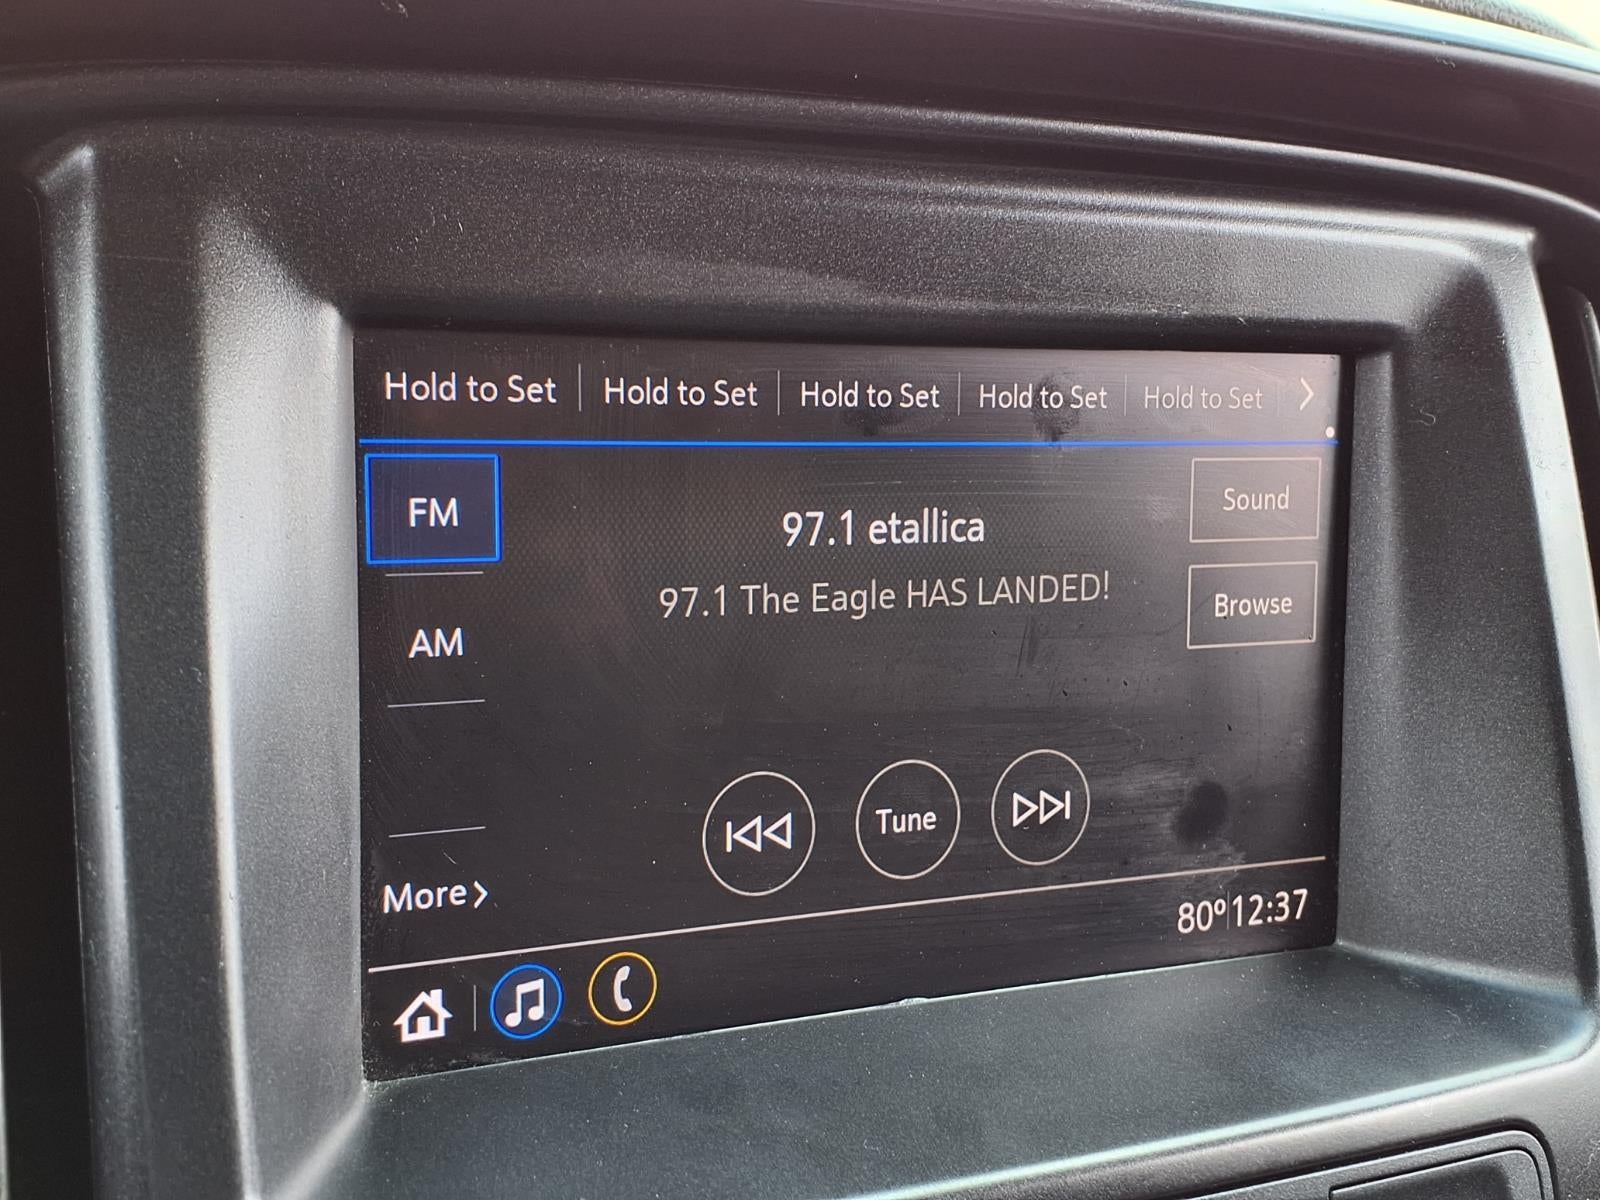 Hold to Set Hold to Set Hold to Set Hold to Set Hold to Set
FM
Sound
97.1 etallica
97.1 The Eagle HAS LANDED!
Browse
AM
Tune
More
80º 12:37